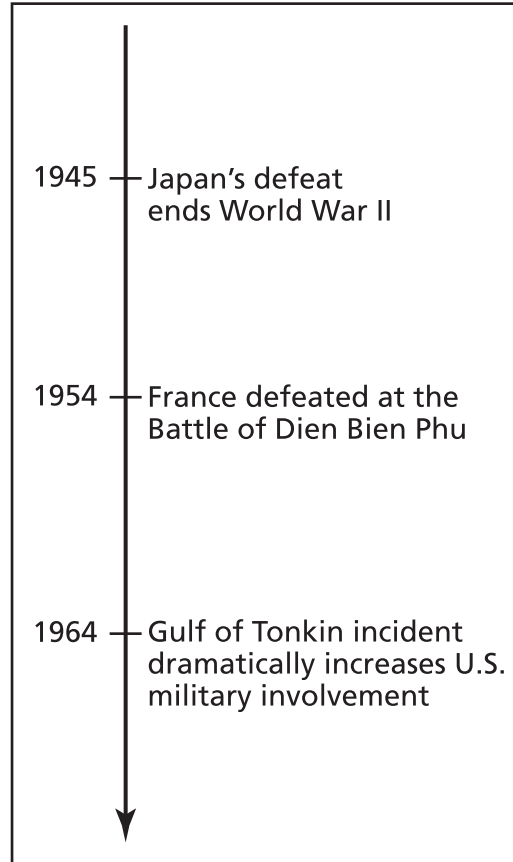 1945
Japan’s defeat
ends World War II
1954
France defeated at the
Battle of Dien Bien Phu
1964
Gulf of Tonkin incident
dramatically increases U.S.
military involvement